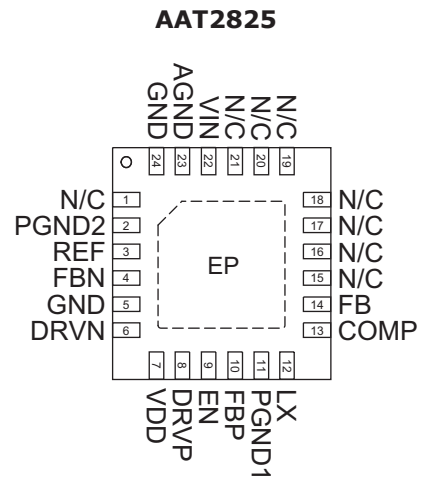 AAT2825
GND
AGND
VIN
N/C
N/C
N/C
24
23
22
21
20
19
N/C 1
PGND2 2
REF 3
FBN 4
GND 5
DRVN 6
EP
18 N/C
17 N/C
16 N/C
15 N/C
14 FB
13 COMP
7
8
9
10
11
12
VDD
DRVP
EN
FBP
PGND1
LX